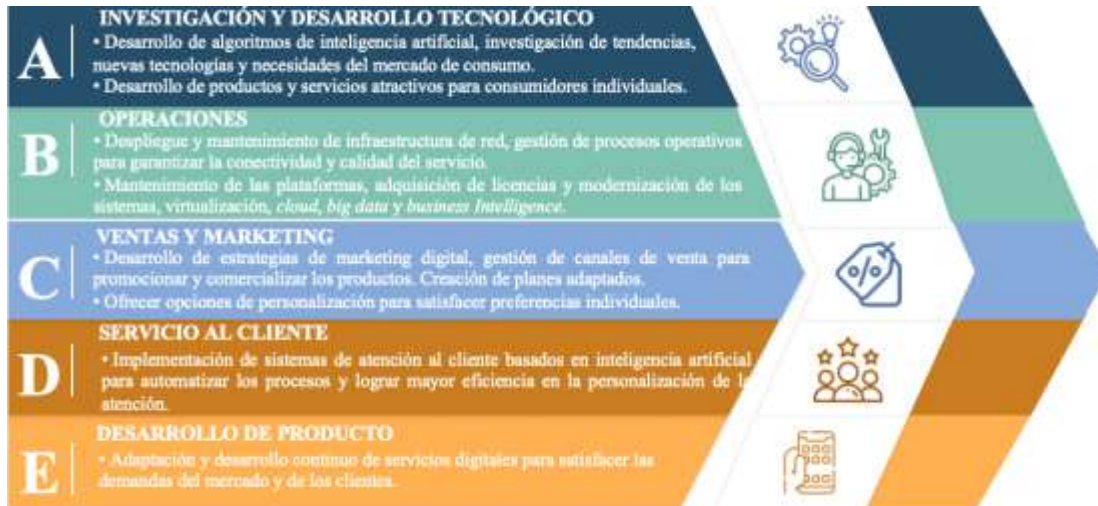 A
INVESTIGACIÓN Y DESARROLLO TECNOLÓGICO
• Desarrollo de algoritmos de inteligencia artificial, investigación de tendencias,
nuevas tecnologías y necesidades del mercado de consumo.
• Desarrollo de productos y servicios atractivos para consumidores individuales.
B
OPERACIONES
• Despliegue y mantenimiento de infraestructura de red, gestión de procesos operativos
para garantizar la conectividad y calidad del servicio.
• Mantenimiento de las plataformas, adquisición de licencias y modernización de los
sistemas, virtualización, cloud, big data y business Intelligence.
C
VENTAS Y MARKETING
• Desarrollo de estrategias de marketing digital, gestión de canales de venta para
promocionar y comercializar los productos. Creación de planes adaptados.
• Ofrecer opciones de personalización para satisfacer preferencias individuales.
D
SERVICIO AL CLIENTE
• Implementación de sistemas de atención al cliente basados en inteligencia artificial
para automatizar los procesos y lograr mayor eficiencia en la personalización de la
atención.
E
DESARROLLO DE PRODUCTO
• Adaptación y desarrollo continuo de servicios digitales para satisfacer las
demandas del mercado y de los clientes.